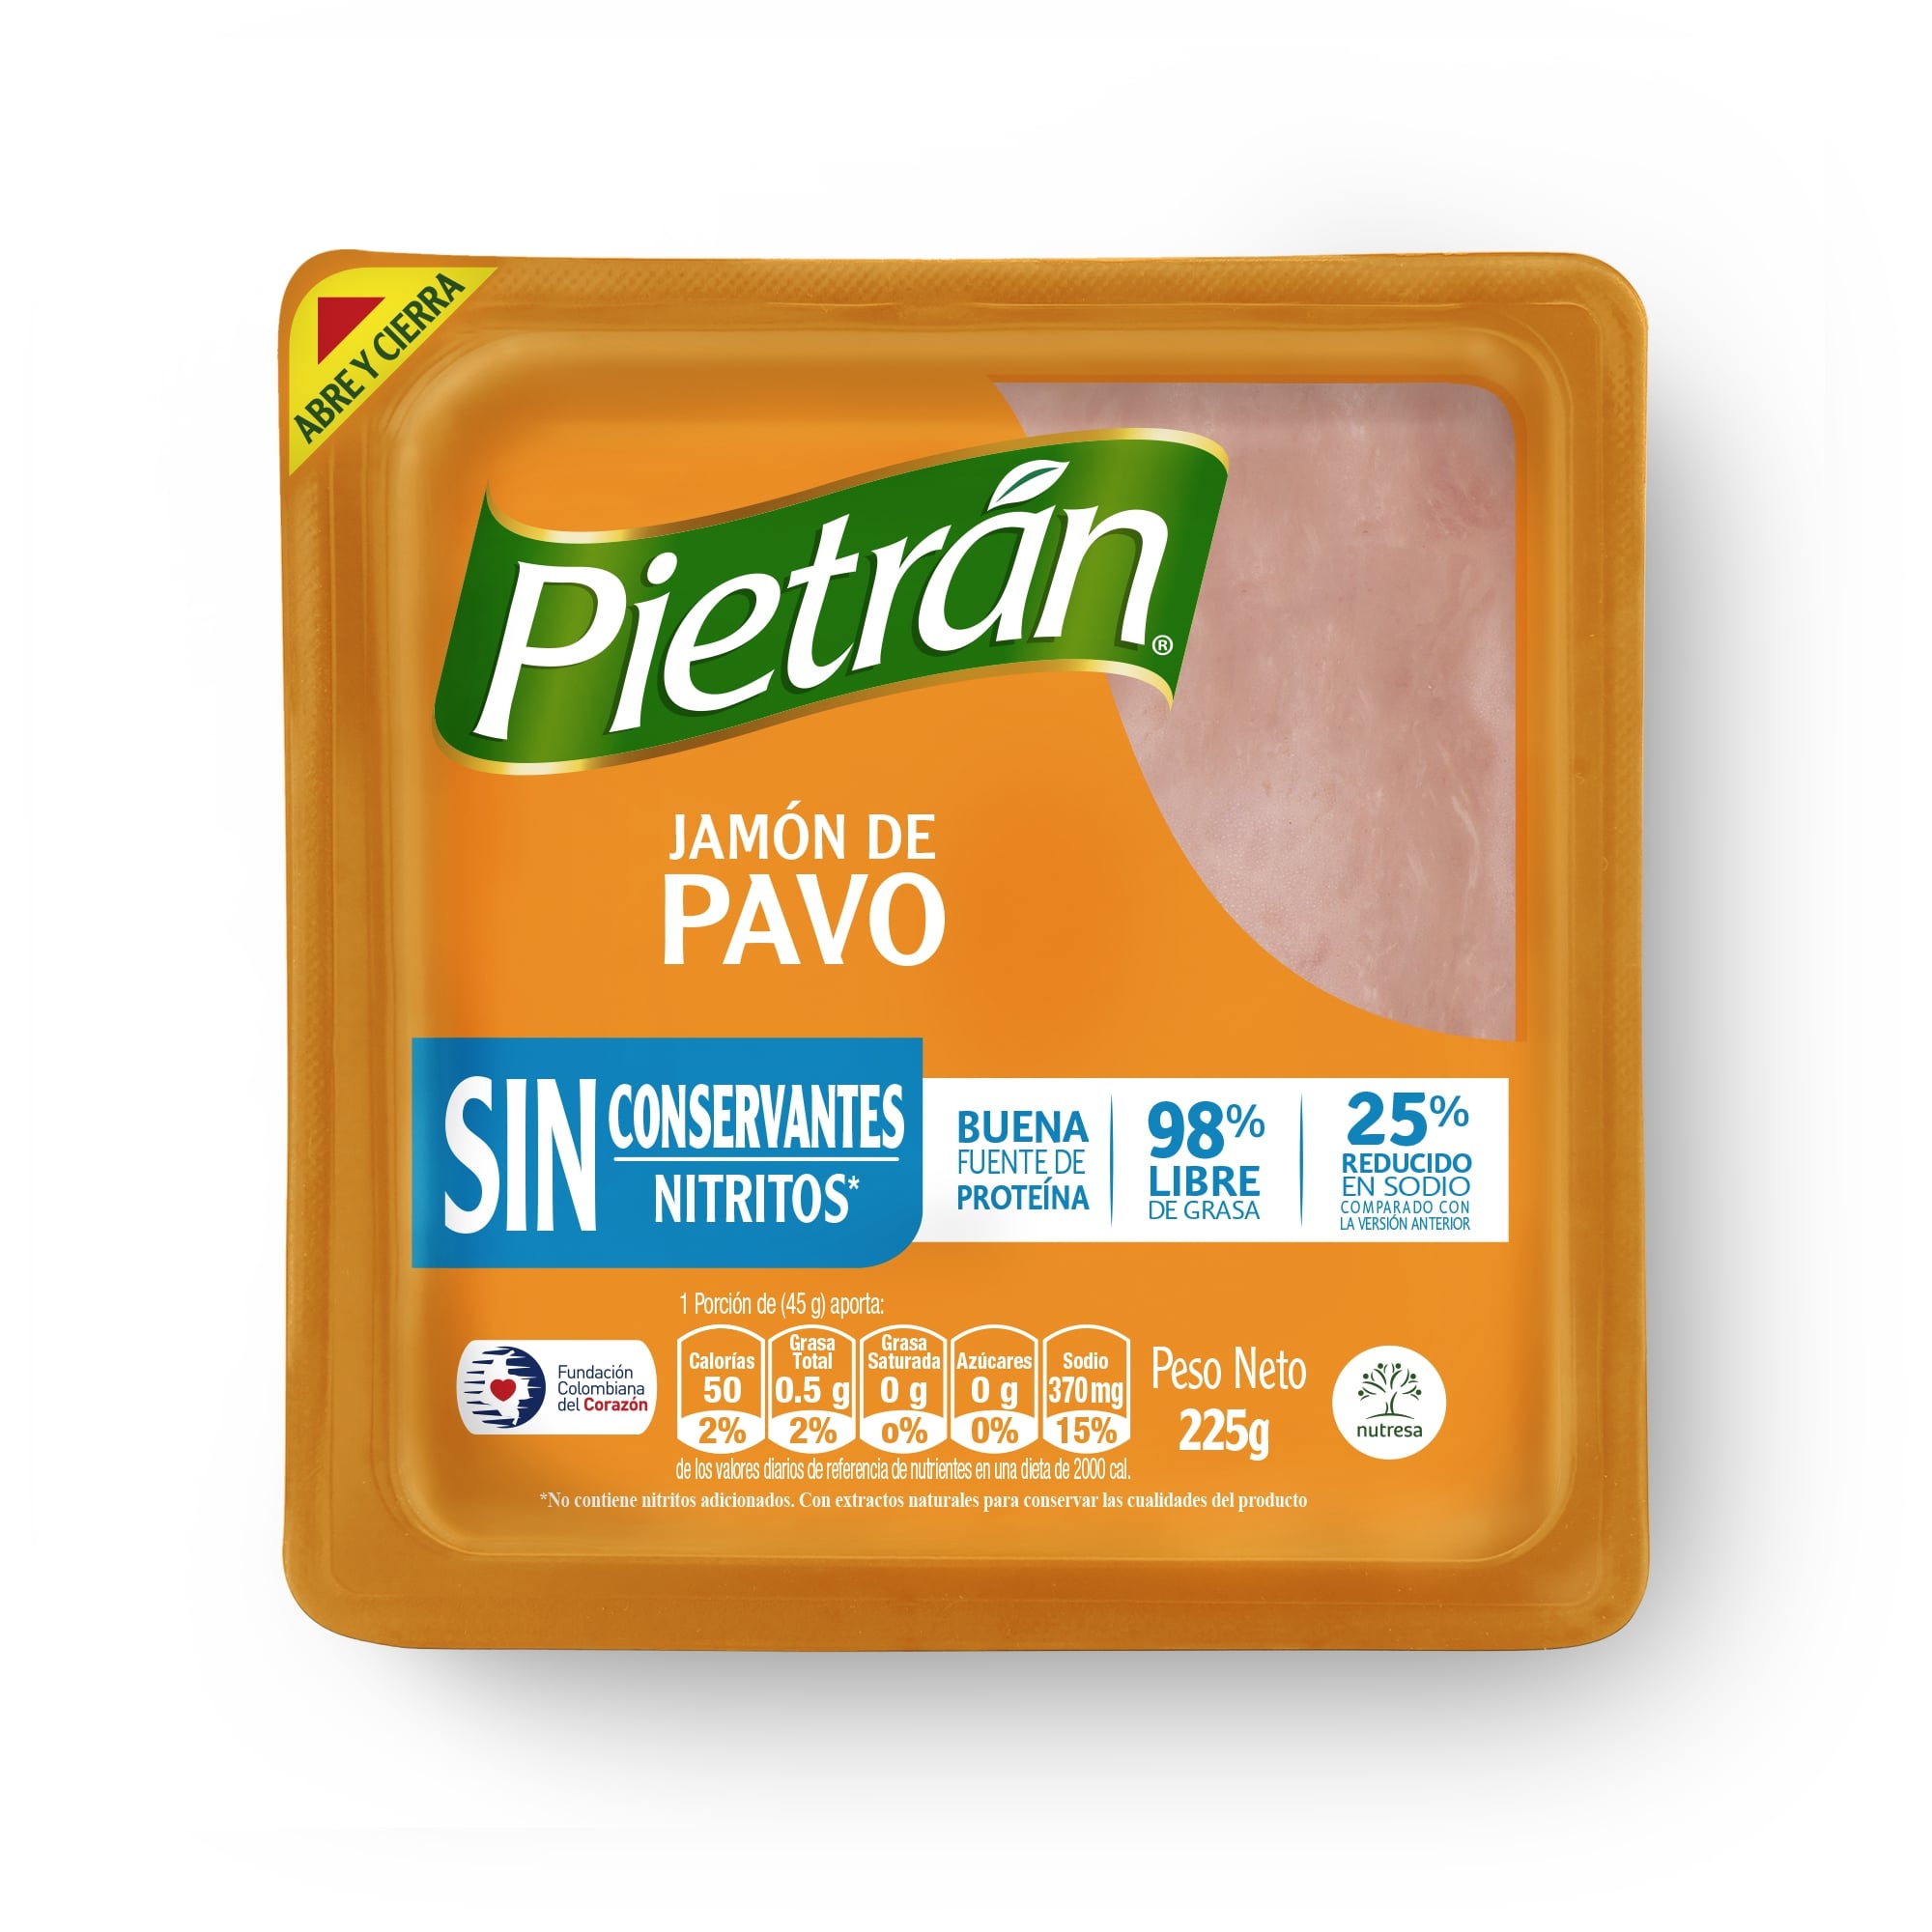 ABRE Y CIERRA
Pietrán®
JAMÓN DE
PAVO
SIN CONSERVANTES
NITRITOS*
BUENA
FUENTE DE
PROTEÍNA
98%
LIBRE
DE GRASA
25%
REDUCIDO
EN SODIO
COMPARADO CON
LA VERSIÓN ANTERIOR
1 Porción de (45 g) aporta:
Calorías
50
2%
Grasa
Total
0.5 g
2%
Grasa
Saturada
0 g
0%
Azúcares
0 g
0%
Sodio
370 mg
15%
de los valores diarios de referencia de nutrientes en una dieta de 2000 cal.
Fundación
Colombiana
del Corazón
Peso Neto
225g
nutresa
*No contiene nitritos adicionados. Con extractos naturales para conservar las cualidades del producto